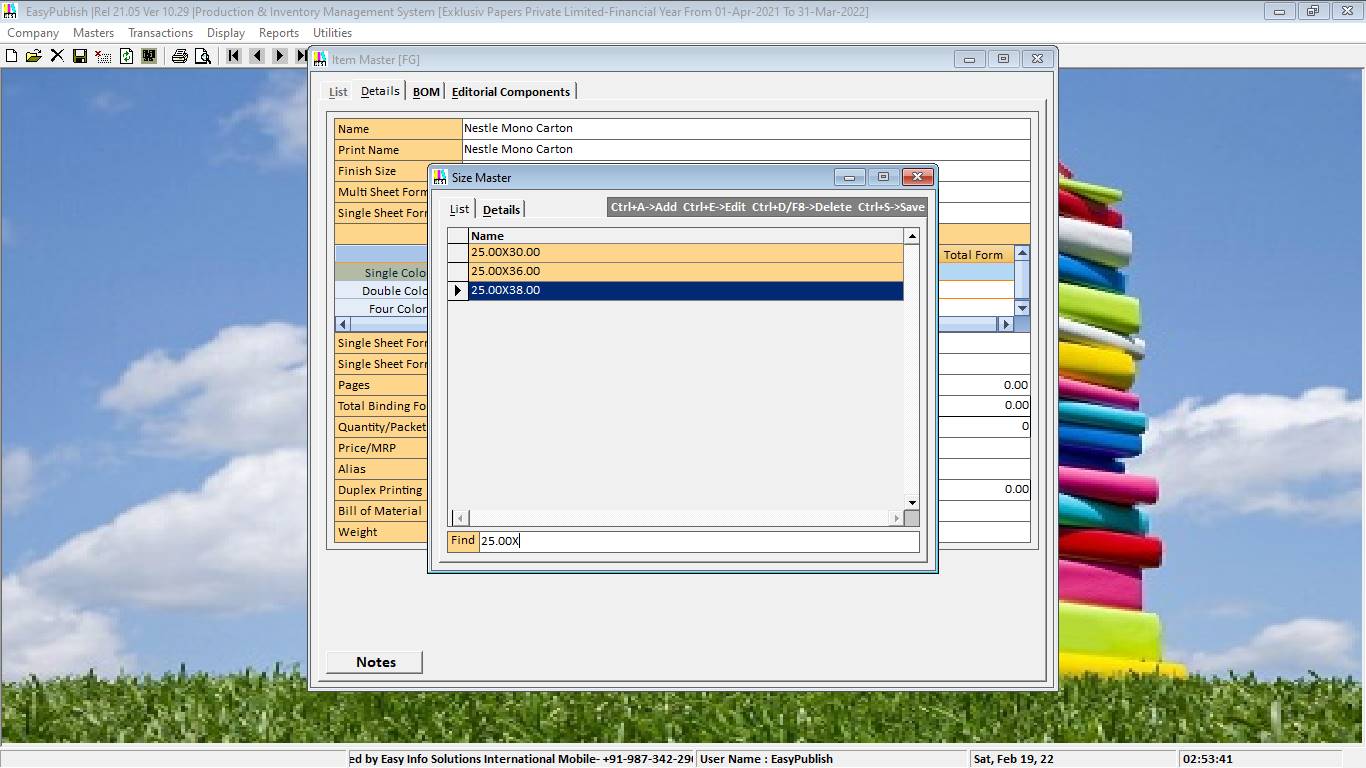 EasyPublish |Rel 21.05 Ver 10.29 |Production & Inventory Management System [Exklusiv Papers Private Limited-Financial Year From 01-Apr-2021 To 31-Mar-2022]
Company Masters Transactions Display Reports Utilities
Item Master [FG]
List Details BOM Editorial Components
Name Nestle Mono Carton
Print Name Nestle Mono Carton
Finish Size
Multi Sheet Form
Single Sheet For
Total Form
Single Colo
Double Colo
Four Color
Single Sheet For
Single Sheet For
Pages 0.00
Total Binding Fo 0.00
Quantity/Packet 0
Price/MRP
Alias
Duplex Printing 0.00
Bill of Material
Weight
Notes
Size Master
List Details Ctrl+A->Add Ctrl+E->Edit Ctrl+D/F8->Delete Ctrl+S->Save
Name
25.00X30.00
25.00X36.00
25.00X38.00
Find 25.00X
ed by Easy Info Solutions International Mobile- +91-987-342-29 User Name : EasyPublish Sat, Feb 19, 22 02:53:41